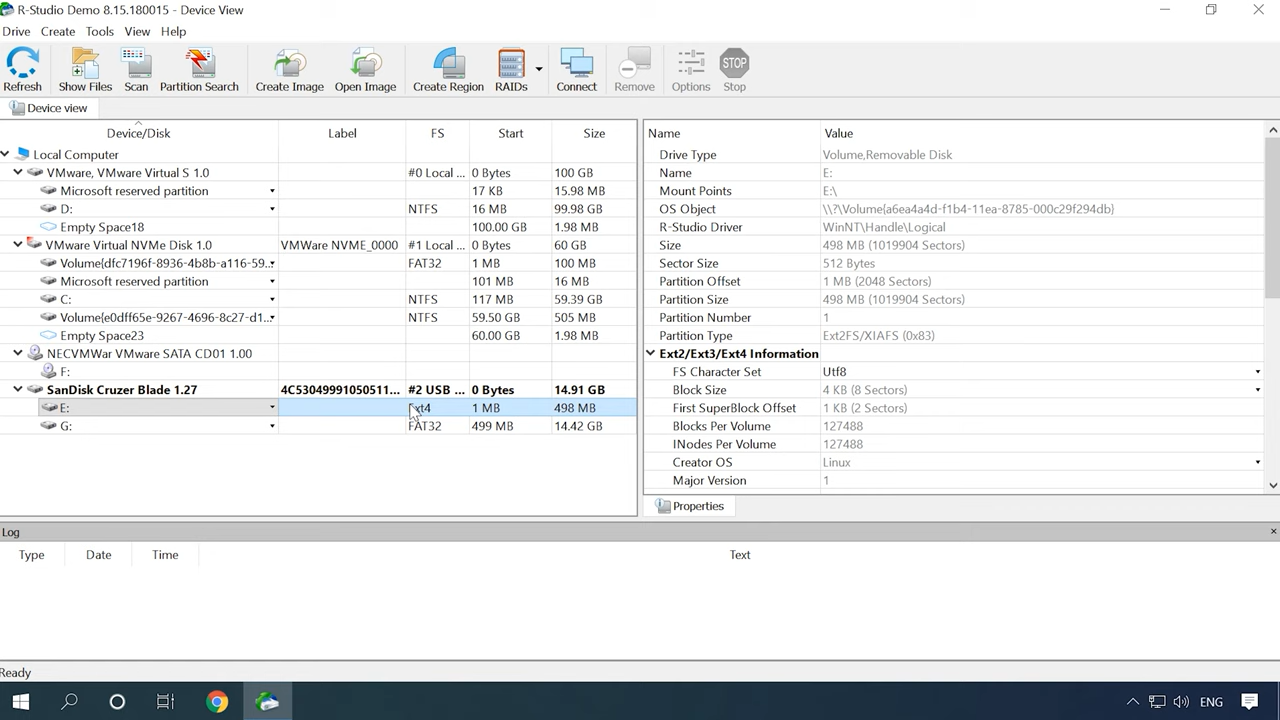 R-Studio Demo 8.15.180015 - Device View
Drive Create Tools View Help
Refresh Show Files Scan Partition Search Create Image Open Image Create Region RAIDs Connect Remove Options STOP Stop
Device view
Device/Disk Label FS Start Size
Local Computer
VMware, VMware Virtual S 1.0 #0 Local ... 0 Bytes 100 GB
Microsoft reserved partition 17 KB 15.98 MB
D: NTFS 16 MB 99.98 GB
Empty Space18 100.00 GB 1.98 MB
VMware Virtual NVMe Disk 1.0 VMWare NVME_0000 #1 Local ... 0 Bytes 60 GB
Volume{dfc7196f-8936-4b8b-a116-59... FAT32 1 MB 100 MB
Microsoft reserved partition 101 MB 16 MB
C: NTFS 117 MB 59.39 GB
Volume{e0dff65e-9267-4696-8c27-d1... NTFS 59.50 GB 505 MB
Empty Space23 60.00 GB 1.98 MB
NECVMWar VMware SATA CD01 1.00
F:
SanDisk Cruzer Blade 1.27 4C53049991050511... #2 USB ... 0 Bytes 14.91 GB
E: Ext4 1 MB 498 MB
G: FAT32 499 MB 14.42 GB
Name Value
Drive Type Volume,Removable Disk
Name E:
Mount Points E:\
OS Object \\?\Volume{a6ea4a4d-f1b4-11ea-8785-000c29f294db}
R-Studio Driver WinNT\Handle\Logical
Size 498 MB (1019904 Sectors)
Sector Size 512 Bytes
Partition Offset 1 MB (2048 Sectors)
Partition Size 498 MB (1019904 Sectors)
Partition Number 1
Partition Type Ext2FS/XIAFS (0x83)
Ext2/Ext3/Ext4 Information
FS Character Set Utf8
Block Size 4 KB (8 Sectors)
First SuperBlock Offset 1 KB (2 Sectors)
Blocks Per Volume 127488
INodes Per Volume 127488
Creator OS Linux
Major Version 1
Properties
Log
Type Date Time Text
Ready
ENG